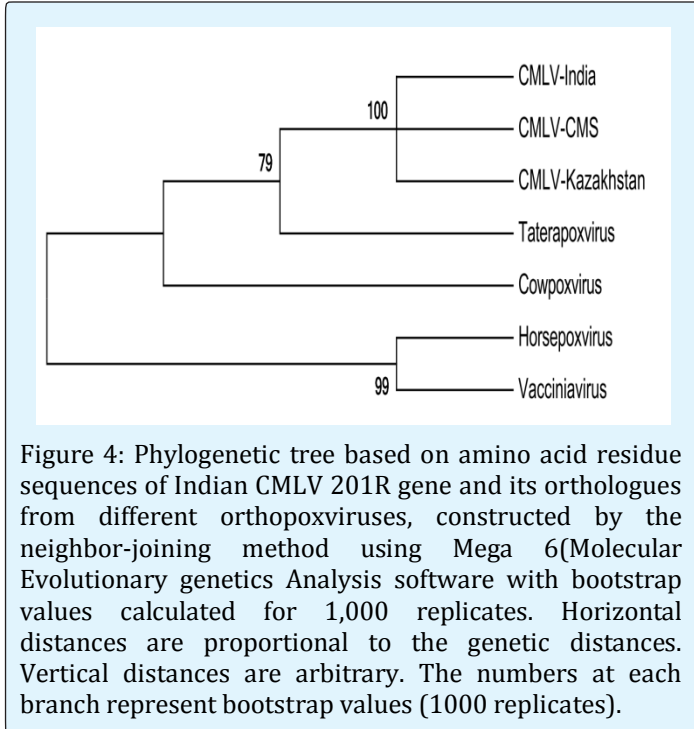 CMLV-India
100
CMLV-CMS
79
CMLV-Kazakhstan
Taterapoxvirus
Cowpoxvirus
Horsepoxvirus
99
Vacciniavirus
Figure 4: Phylogenetic tree based on amino acid residue
sequences of Indian CMLV 201R gene and its orthologues
from different orthopoxviruses, constructed by the
neighbor-joining method using Mega 6(Molecular
Evolutionary genetics Analysis software with bootstrap
values calculated for 1,000 replicates. Horizontal
distances are proportional to the genetic distances.
Vertical distances are arbitrary. The numbers at each
branch represent bootstrap values (1000 replicates).